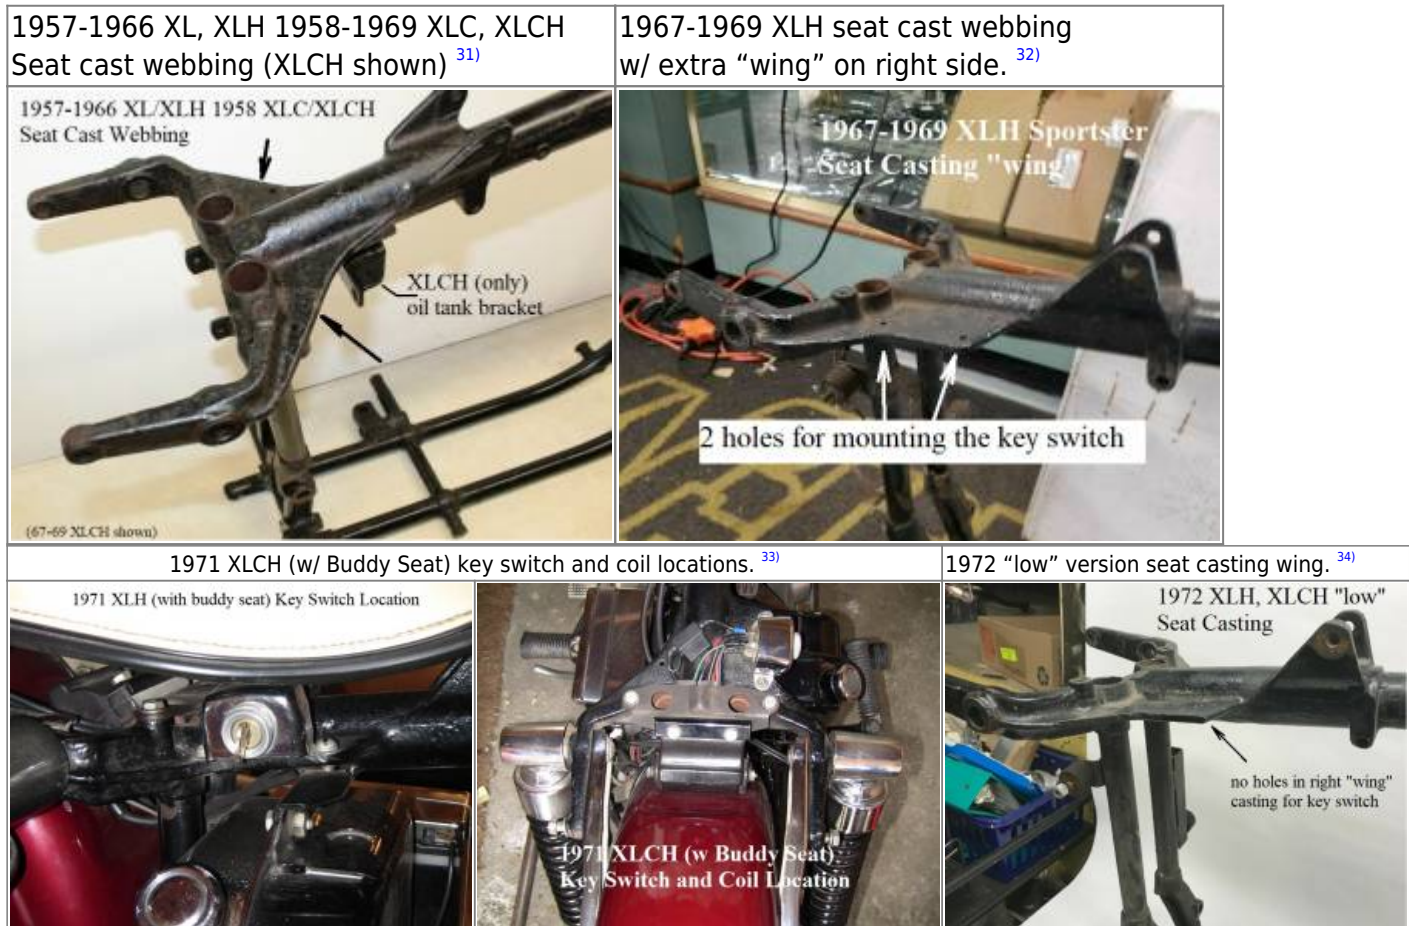 1957-1966 XL, XLH 1958-1969 XLC, XLCH
Seat cast webbing (XLCH shown) 31)
1967-1969 XLH seat cast webbing
w/ extra “wing” on right side. 32)
1957-1966 XL/XLH 1958 XLC/XLCH
Seat Cast Webbing
XLCH (only)
oil tank bracket
(67-69 XLCH shown)
1967-1969 XLH Sportster
Seat Casting "wing"
2 holes for mounting the key switch
1971 XLCH (w/ Buddy Seat) key switch and coil locations. 33)
1972 “low” version seat casting wing. 34)
1971 XLH (with buddy seat) Key Switch Location
1971 XLCH (w Buddy Seat)
Key Switch and Coil Location
1972 XLH, XLCH "low"
Seat Casting
no holes in right "wing"
casting for key switch